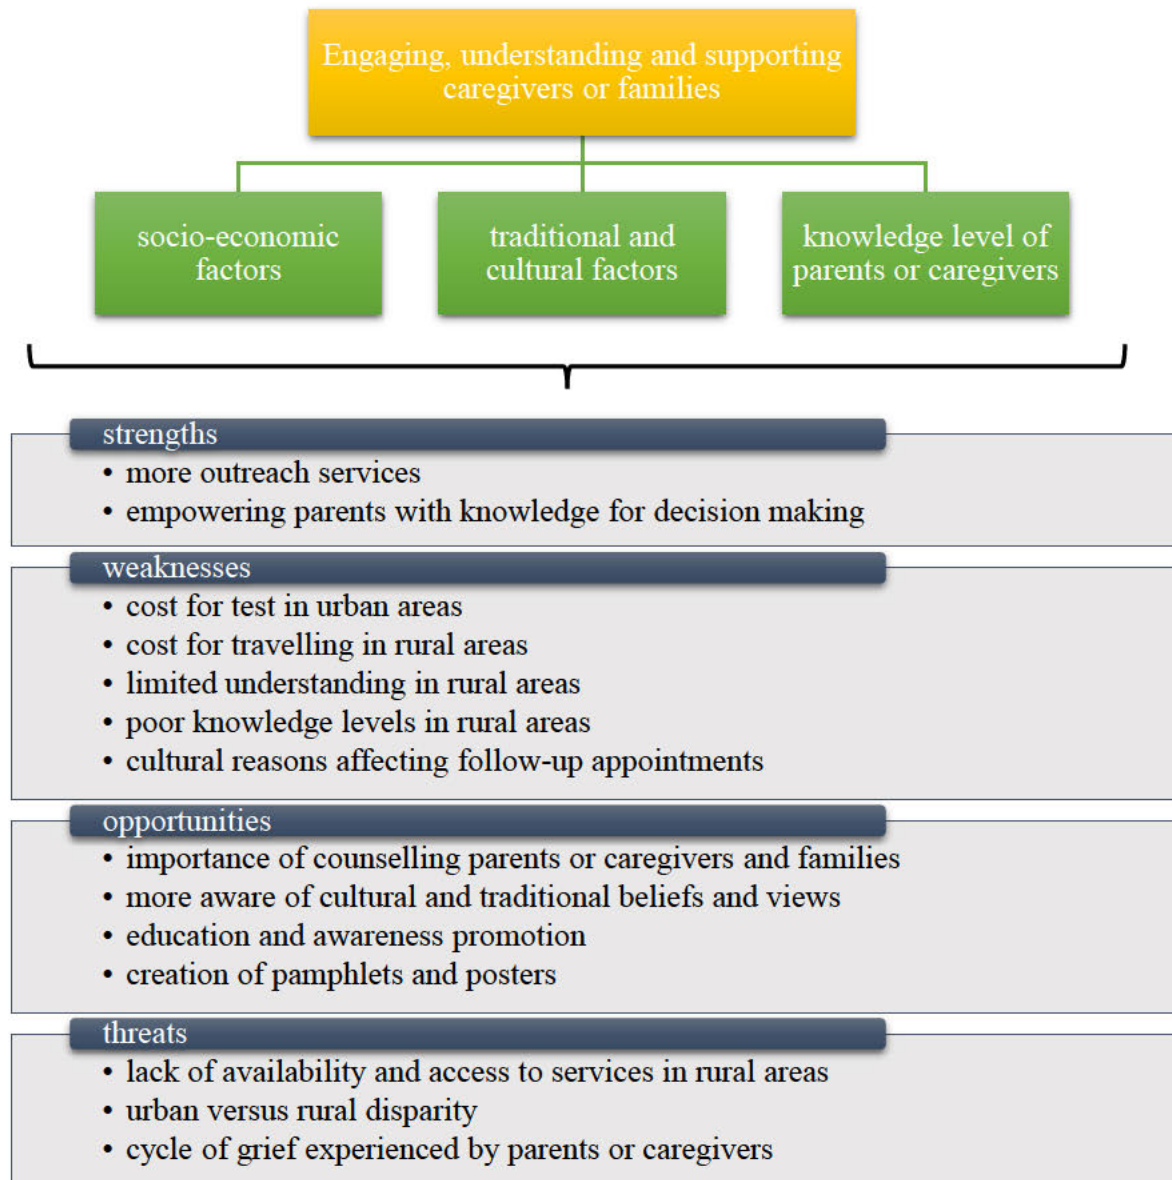 Engaging, understanding and supporting
caregivers or families
socio-economic
factors
traditional and
cultural factors
knowledge level of
parents or caregivers
strengths
• more outreach services
• empowering parents with knowledge for decision making
weaknesses
• cost for test in urban areas
• cost for travelling in rural areas
• limited understanding in rural areas
• poor knowledge levels in rural areas
• cultural reasons affecting follow-up appointments
opportunities
• importance of counselling parents or caregivers and families
• more aware of cultural and traditional beliefs and views
• education and awareness promotion
• creation of pamphlets and posters
threats
• lack of availability and access to services in rural areas
• urban versus rural disparity
• cycle of grief experienced by parents or caregivers